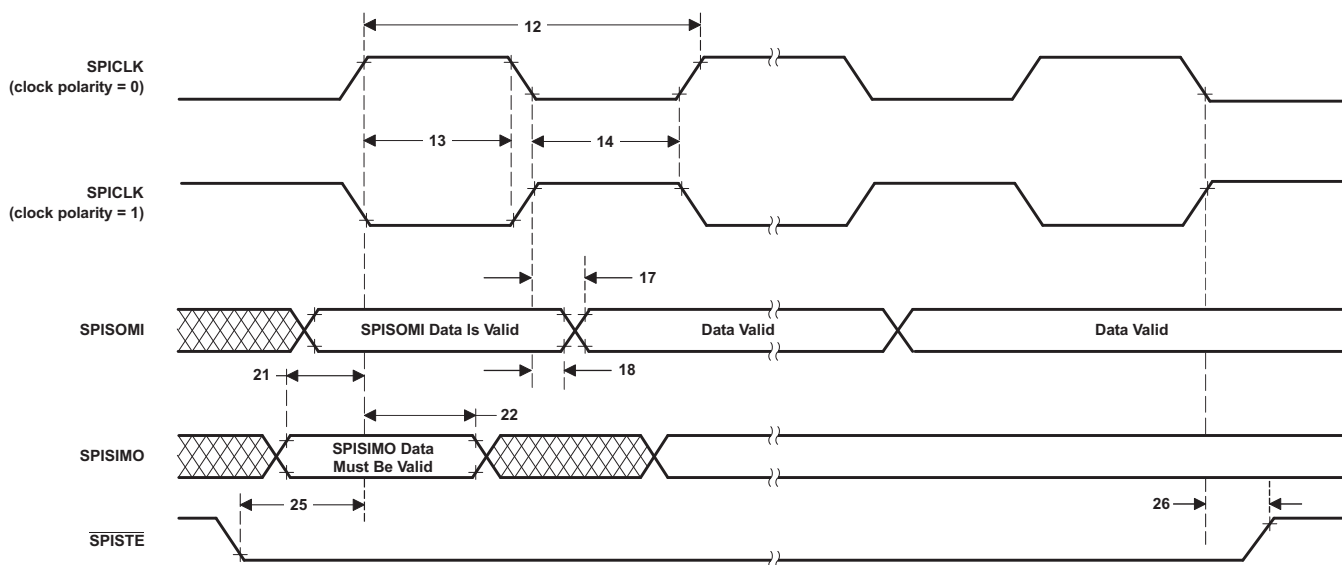 12
SPICLK
(clock polarity = 0)
13
14
SPICLK
(clock polarity = 1)
17
SPISOMI
SPISOMI Data Is Valid
Data Valid
Data Valid
18
21
22
SPISIMO
SPISIMO Data
Must Be Valid
25
26
SPISTE